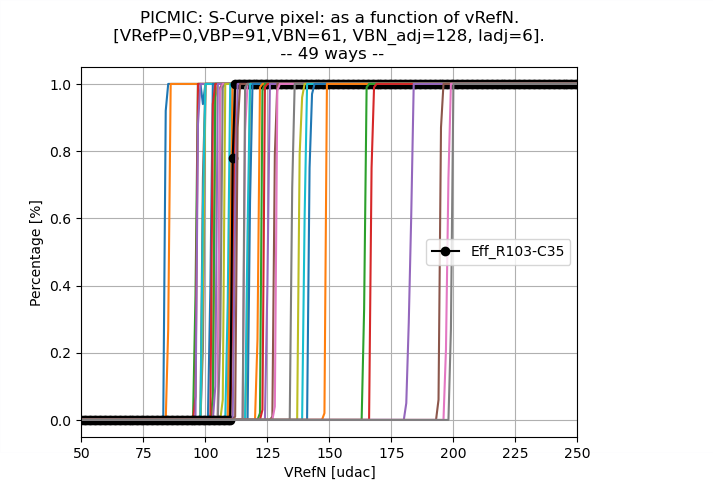 PICMIC: S-Curve pixel: as a function of vRefN.
[VRefP=0,VBP=91,VBN=61, VBN_adj=128, Iadj=6].
-- 49 ways --
1.0
0.8
0.6
0.4
0.2
0.0
Percentage [%]
Eff_R103-C35
50 75 100 125 150 175 200 225 250
VRefN [udac]